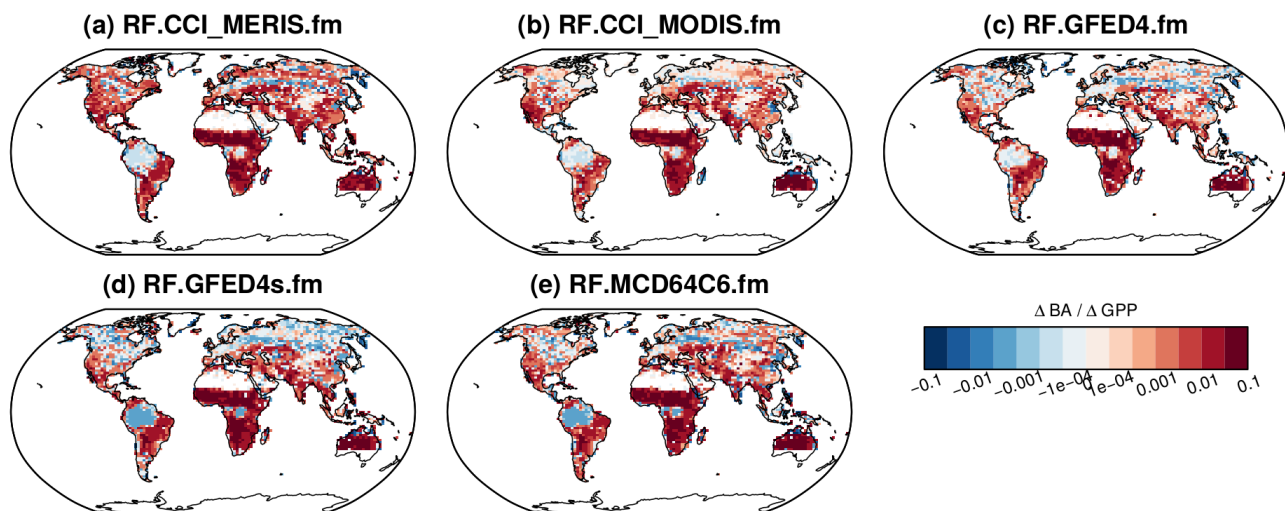 (a) RF.CCI_MERIS.fm
(b) RF.CCI_MODIS.fm
(c) RF.GFED4.fm
(d) RF.GFED4s.fm
(e) RF.MCD64C6.fm
Δ BA / Δ GPP
−0.1 −0.01 −0.001 −1e−04 1e−04 0.001 0.01 0.1